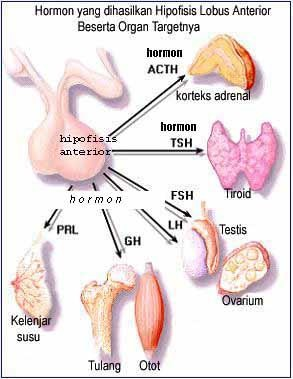 Hormon yang dihasilkan Hipofisis Lobus Anterior
Beserta Organ Targetnya
hormon
ACTH
korteks adrenal
hipofisis
anterior
hormon
TSH
Tiroid
hormon
FSH
LH
Testis
Ovarium
PRL
GH
Kelenjar
susu
Tulang
Otot